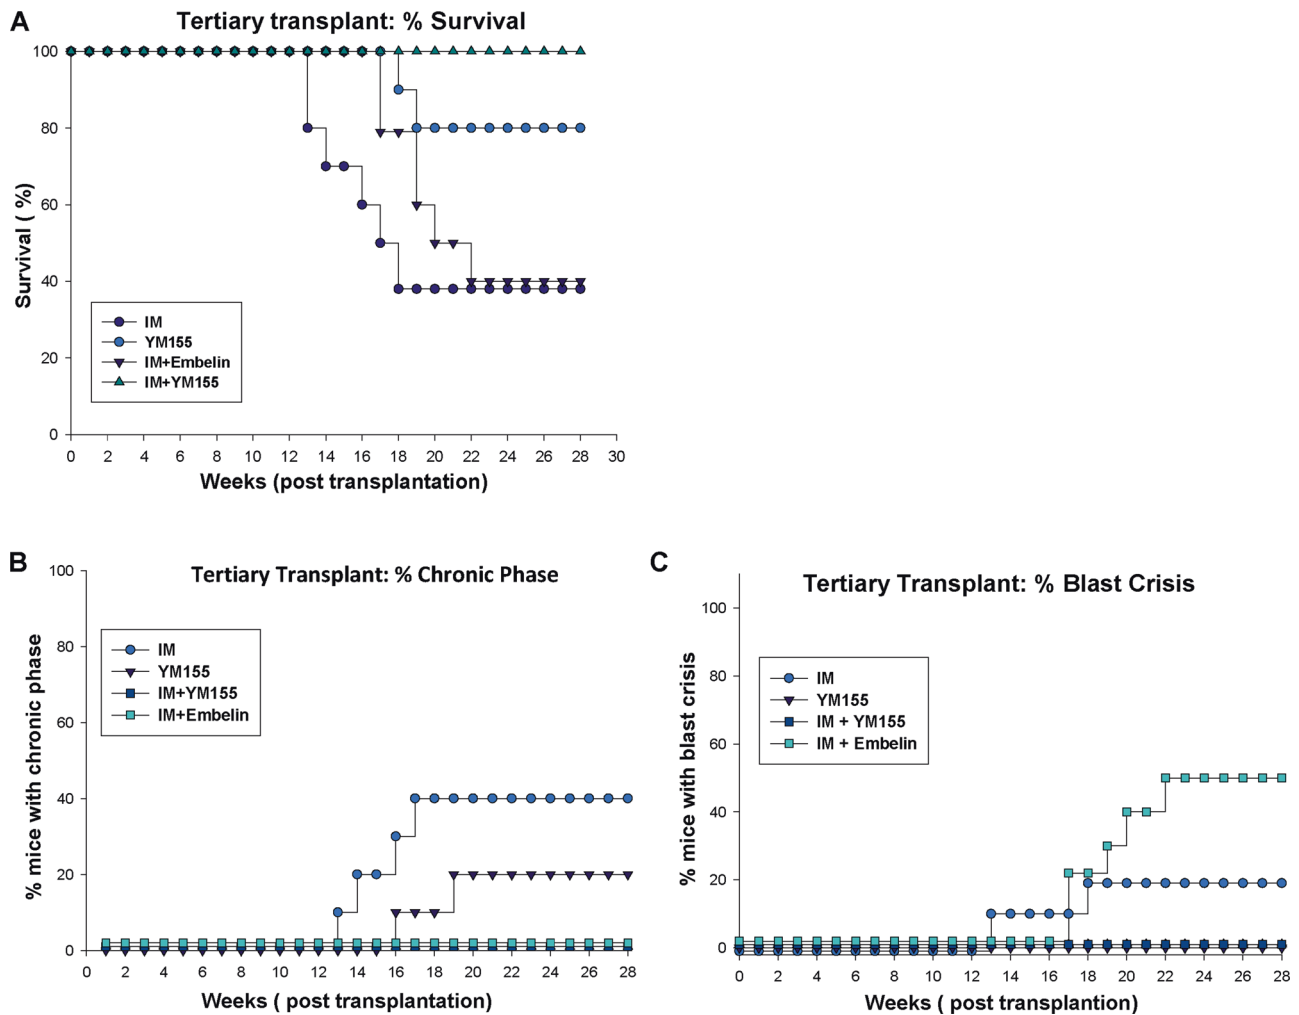 A
Tertiary transplant: % Survival
100
80
60
40
20
0
Survival ( %)
IM
YM155
IM+Embelin
IM+YM155
0 2 4 6 8 10 12 14 16 18 20 22 24 26 28 30
Weeks (post transplantation)
B
Tertiary Transplant: % Chronic Phase
100
80
60
40
20
0
% mice with chronic phase
IM
YM155
IM+YM155
IM+Embelin
0 2 4 6 8 10 12 14 16 18 20 22 24 26 28
Weeks ( post transplantation)
C
Tertiary Transplant: % Blast Crisis
100
80
60
40
20
0
% mice with blast crisis
IM
YM155
IM + YM155
IM + Embelin
0 2 4 6 8 10 12 14 16 18 20 22 24 26 28
Weeks ( post transplantion)